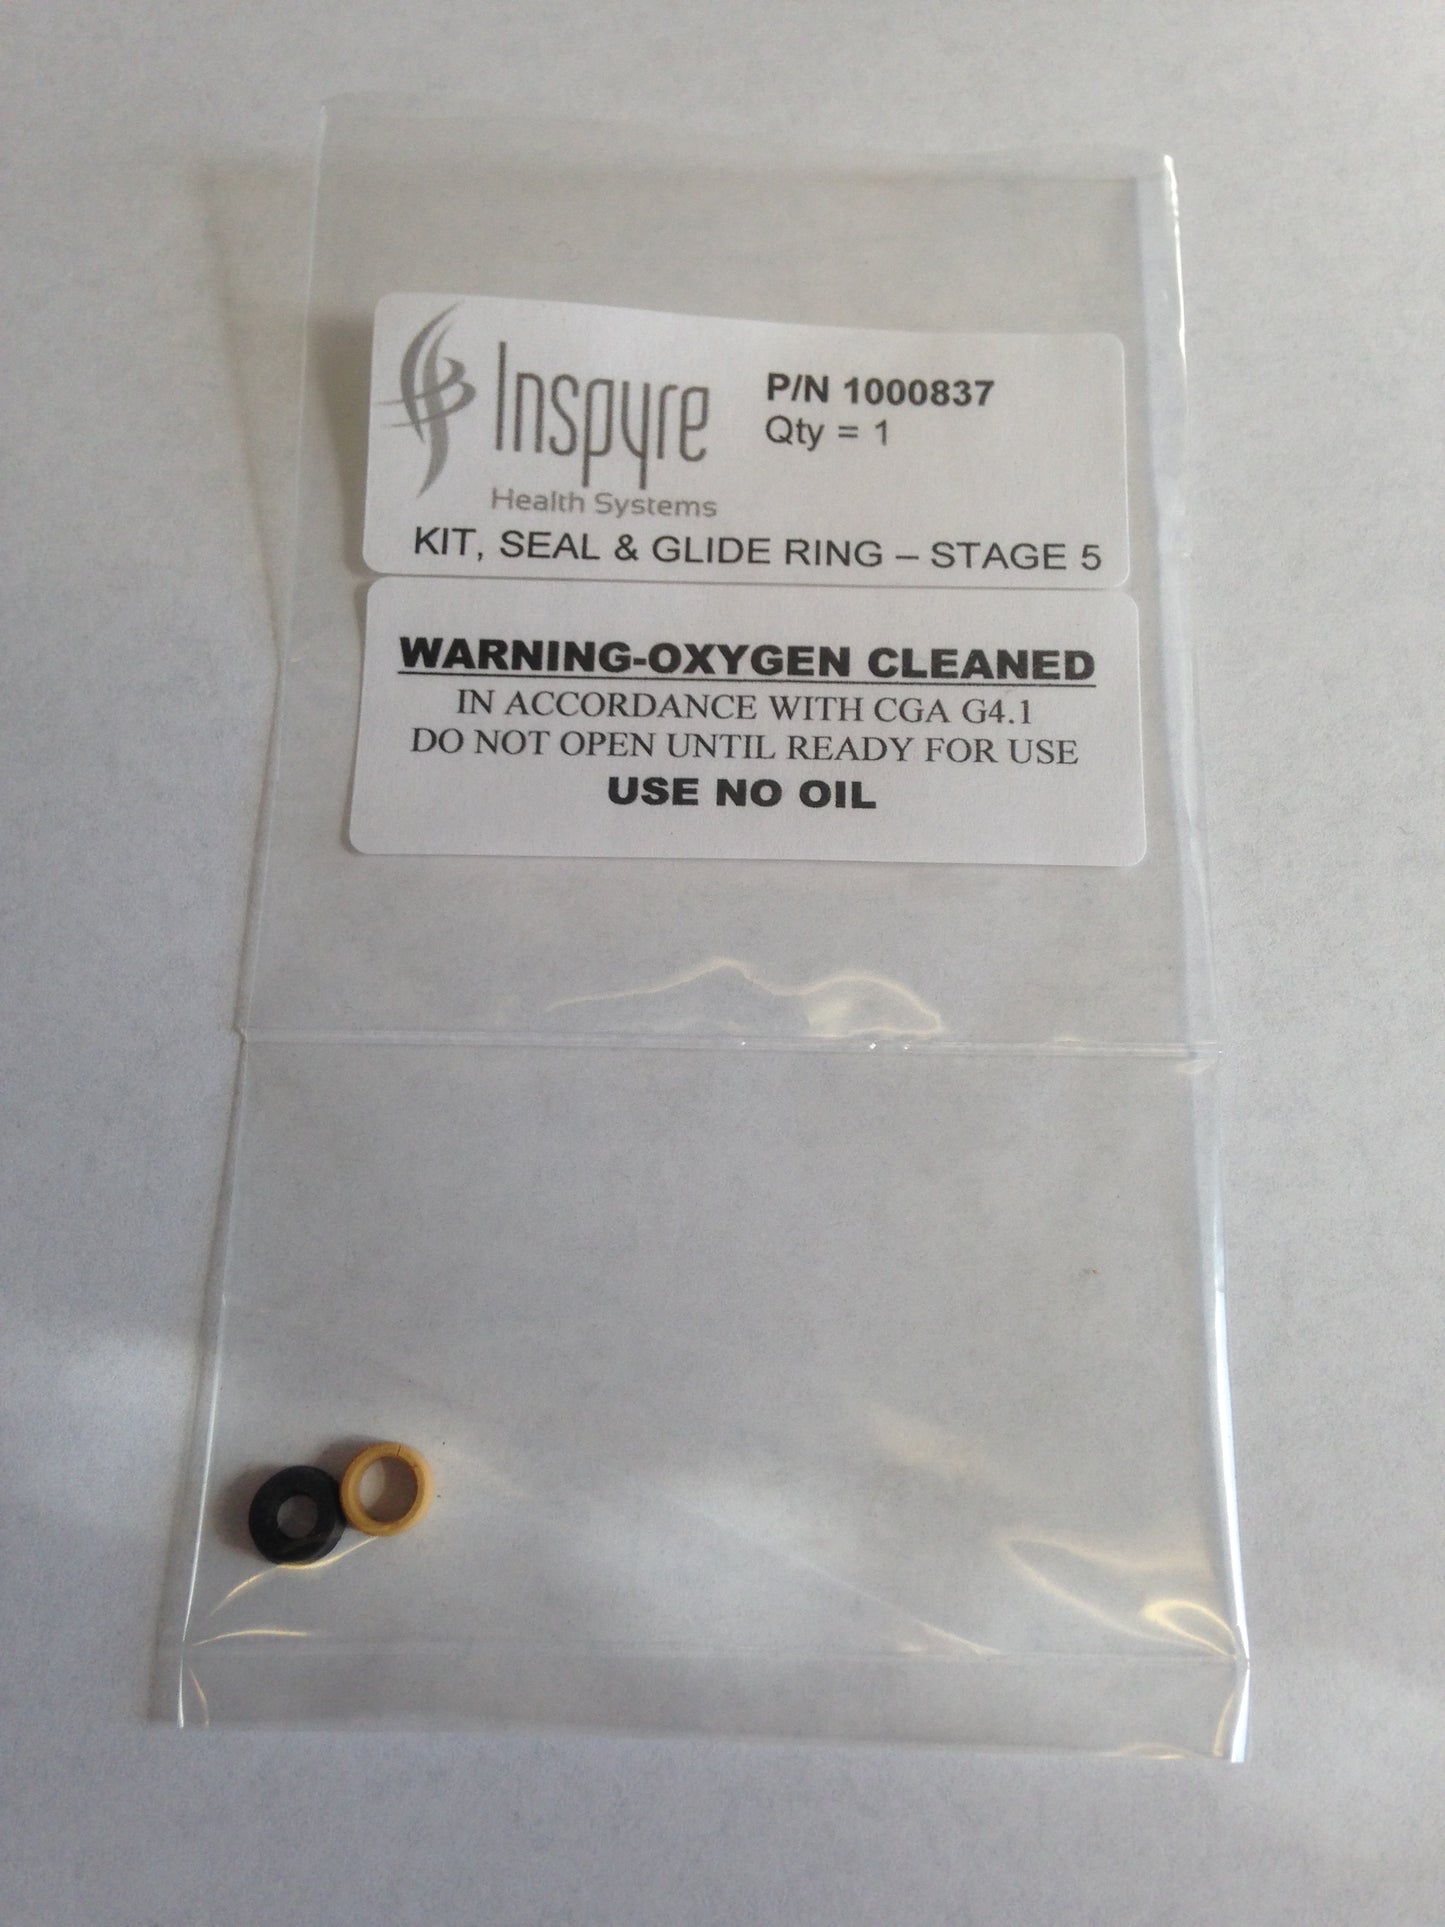 Inspyre
Health Systems
P/N 1000837
Qty = 1
KIT, SEAL & GLIDE RING – STAGE 5
WARNING-OXYGEN CLEANED
IN ACCORDANCE WITH CGA G4.1
DO NOT OPEN UNTIL READY FOR USE
USE NO OIL